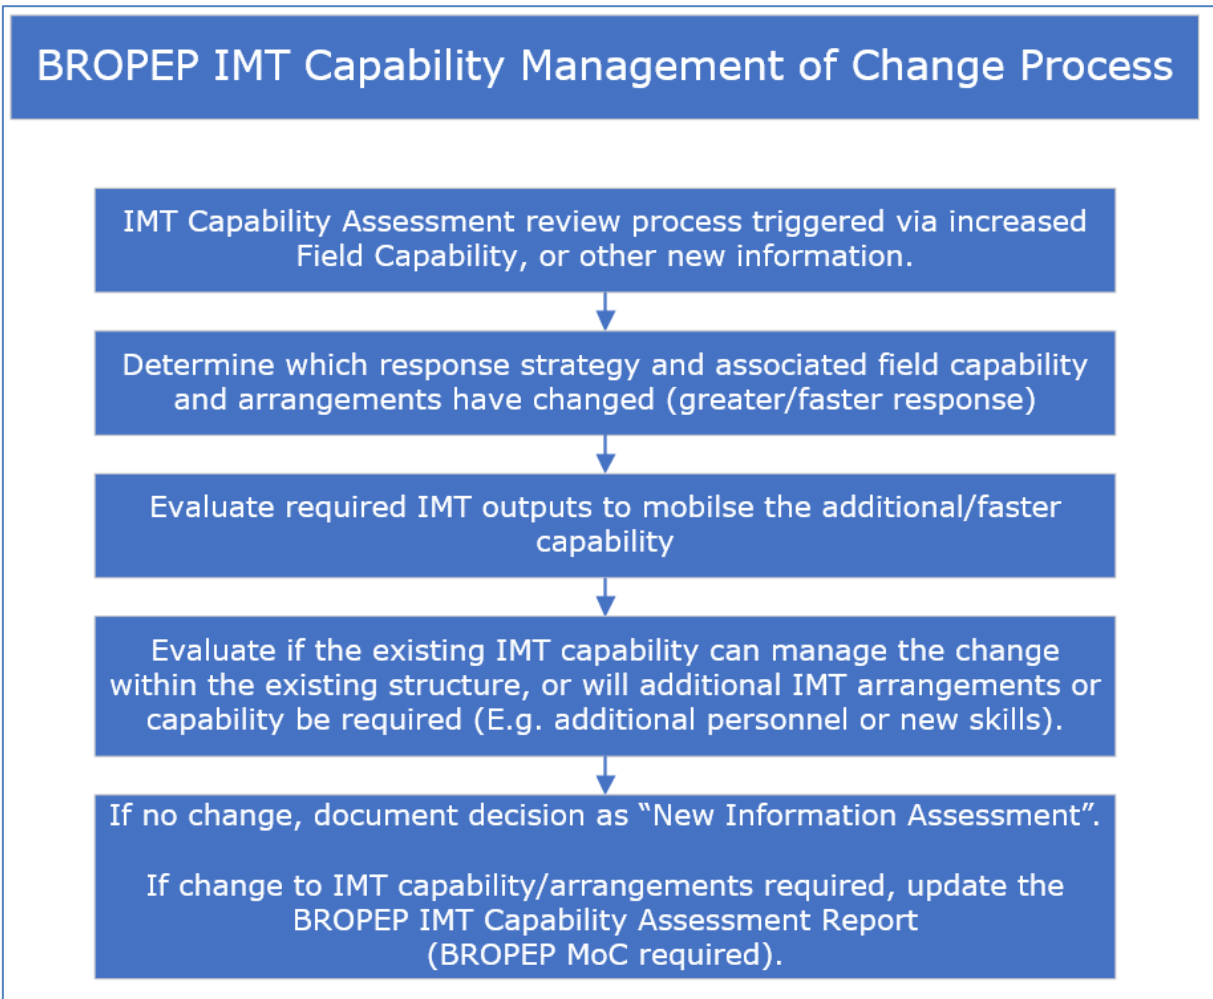 BROPEP IMT Capability Management of Change Process
IMT Capability Assessment review process triggered via increased
Field Capability, or other new information.
Determine which response strategy and associated field capability
and arrangements have changed (greater/faster response)
Evaluate required IMT outputs to mobilse the additional/faster
capability
Evaluate if the existing IMT capability can manage the change
within the existing structure, or will additional IMT arrangements or
capability be required (E.g. additional personnel or new skills).
If no change, document decision as “New Information Assessment”.
If change to IMT capability/arrangements required, update the
BROPEP IMT Capability Assessment Report
(BROPEP MoC required).